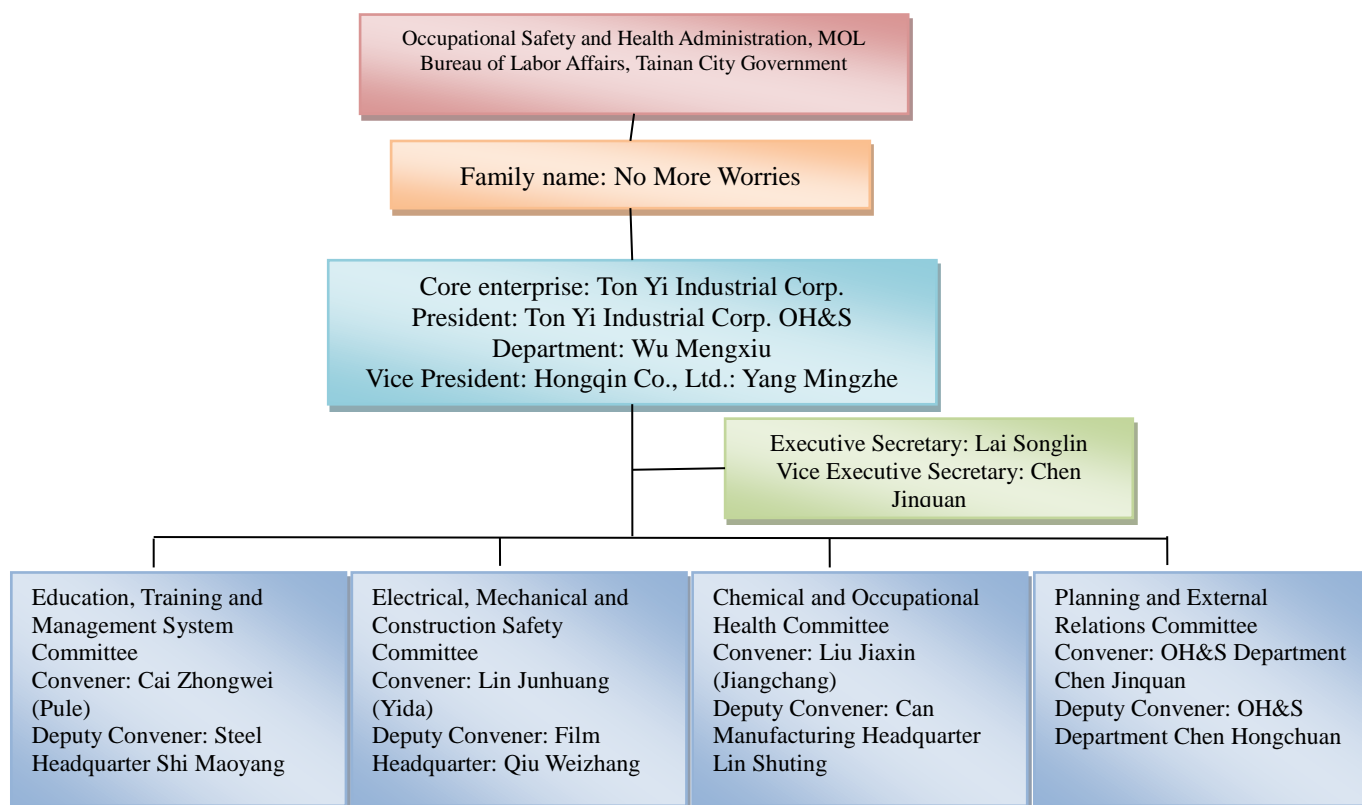 Occupational Safety and Health Administration, MOL
Bureau of Labor Affairs, Tainan City Government
Family name: No More Worries
Core enterprise: Ton Yi Industrial Corp.
President: Ton Yi Industrial Corp. OH&S
Department: Wu Mengxiu
Vice President: Hongqin Co., Ltd.: Yang Mingzhe
Executive Secretary: Lai Songlin
Vice Executive Secretary: Chen
Jinquan
Education, Training and
Management System
Committee
Convener: Cai Zhongwei
(Pule)
Deputy Convener: Steel
Headquarter Shi Maoyang
Electrical, Mechanical and
Construction Safety
Committee
Convener: Lin Junhuang
(Yida)
Deputy Convener: Film
Headquarter: Qiu Weizhang
Chemical and Occupational
Health Committee
Convener: Liu Jiaxin
(Jiangchang)
Deputy Convener: Can
Manufacturing Headquarter
Lin Shuting
Planning and External
Relations Committee
Convener: OH&S Department
Chen Jinquan
Deputy Convener: OH&S
Department Chen Hongchuan